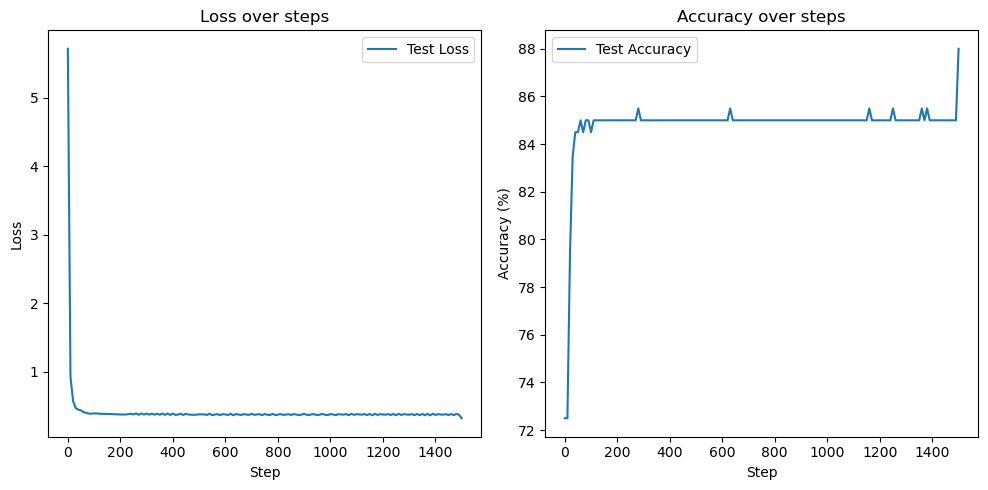 Loss over steps
Test Loss
Loss
5
4
3
2
1
0 200 400 600 800 1000 1200 1400
Step
Accuracy over steps
Test Accuracy
Accuracy (%)
88
86
84
82
80
78
76
74
72
0 200 400 600 800 1000 1200 1400
Step